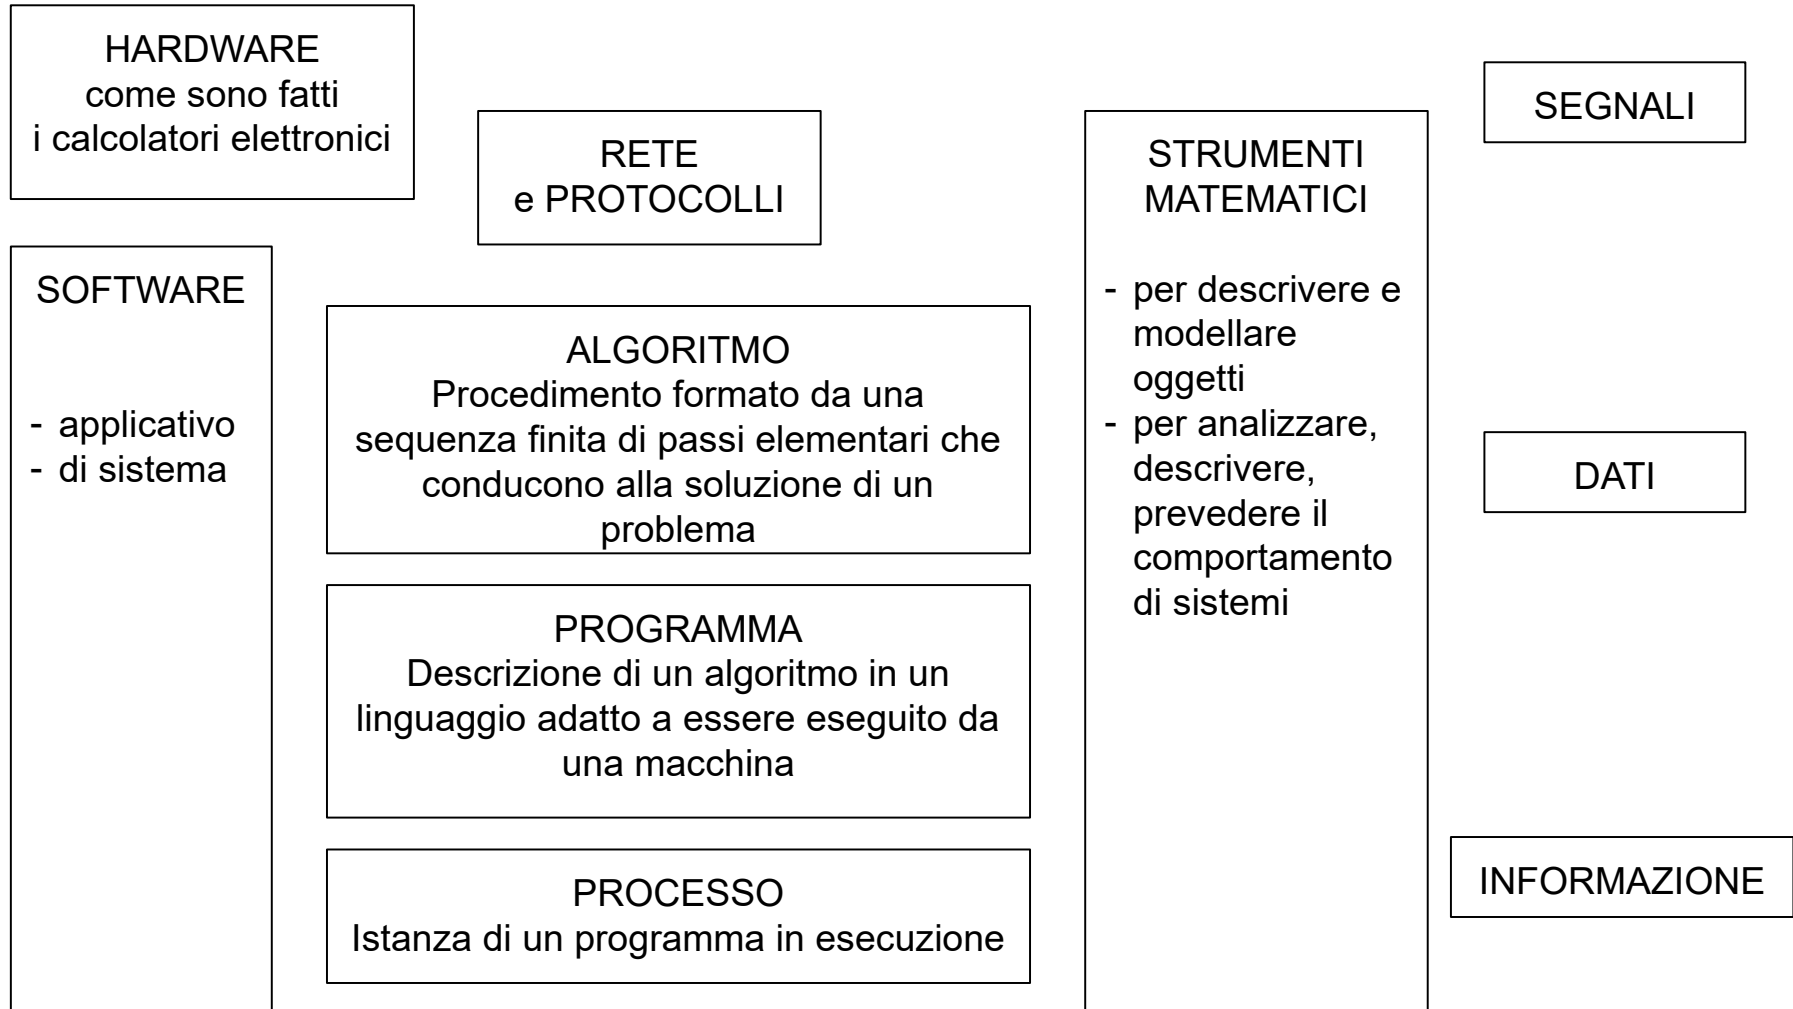 HARDWARE
come sono fatti
i calcolatori elettronici
SOFTWARE
- applicativo
- di sistema
RETE
e PROTOCOLLI
ALGORITMO
Procedimento formato da una
sequenza finita di passi elementari che
conducono alla soluzione di un
problema
PROGRAMMA
Descrizione di un algoritmo in un
linguaggio adatto a essere eseguito da
una macchina
PROCESSO
Istanza di un programma in esecuzione
STRUMENTI
MATEMATICI
- per descrivere e
modellare
oggetti
- per analizzare,
descrivere,
prevedere il
comportamento
di sistemi
SEGNALI
DATI
INFORMAZIONE